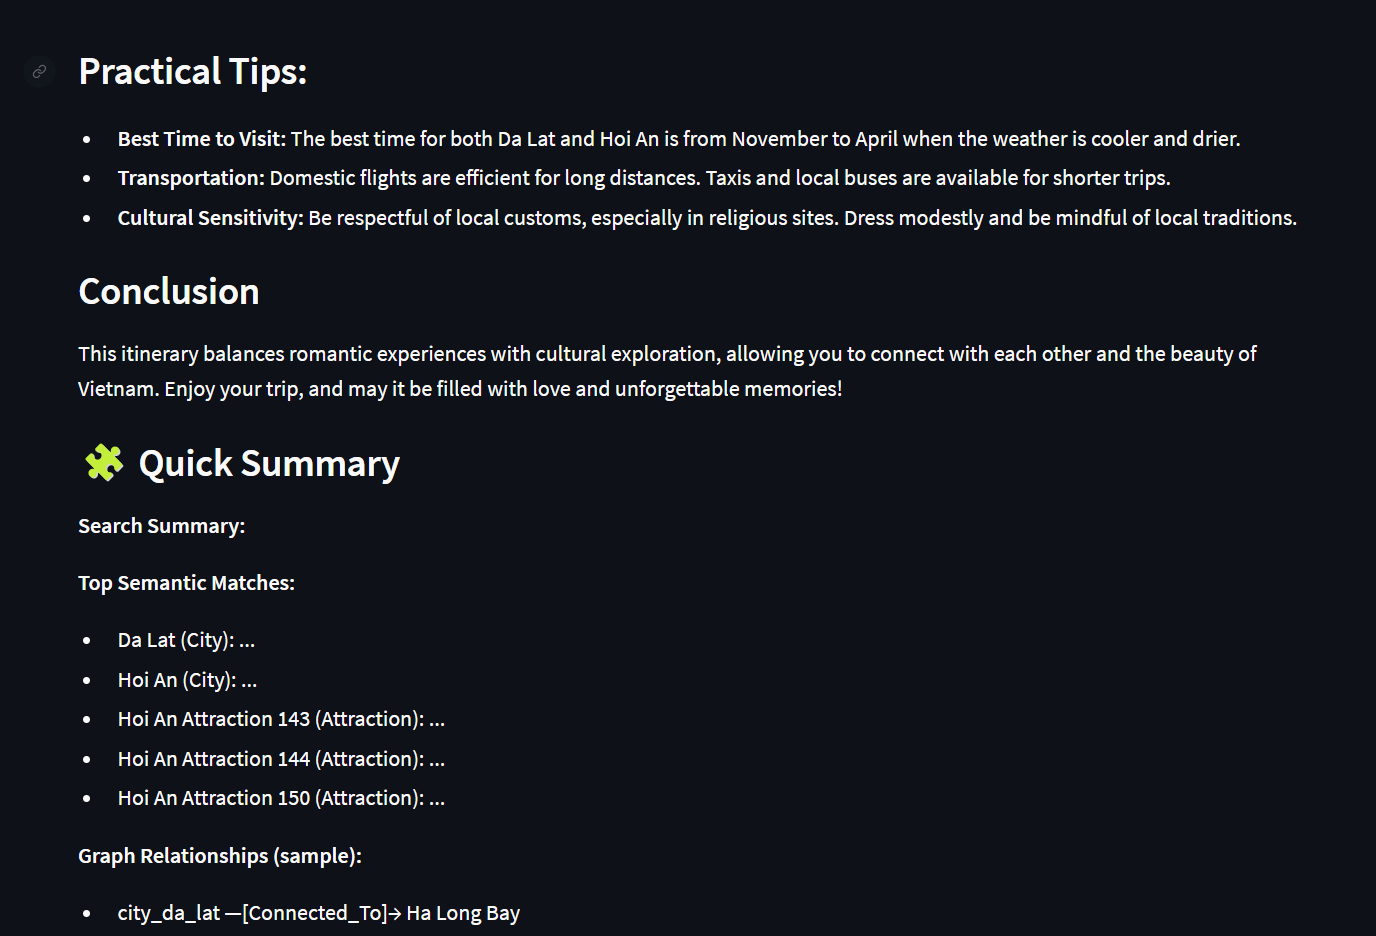 Practical Tips:
• Best Time to Visit: The best time for both Da Lat and Hoi An is from November to April when the weather is cooler and drier.
• Transportation: Domestic flights are efficient for long distances. Taxis and local buses are available for shorter trips.
• Cultural Sensitivity: Be respectful of local customs, especially in religious sites. Dress modestly and be mindful of local traditions.
Conclusion
This itinerary balances romantic experiences with cultural exploration, allowing you to connect with each other and the beauty of
Vietnam. Enjoy your trip, and may it be filled with love and unforgettable memories!
🧩 Quick Summary
Search Summary:
Top Semantic Matches:
• Da Lat (City): ...
• Hoi An (City): ...
• Hoi An Attraction 143 (Attraction): ...
• Hoi An Attraction 144 (Attraction): ...
• Hoi An Attraction 150 (Attraction): ...
Graph Relationships (sample):
• city_da_lat —[Connected_To]→ Ha Long Bay